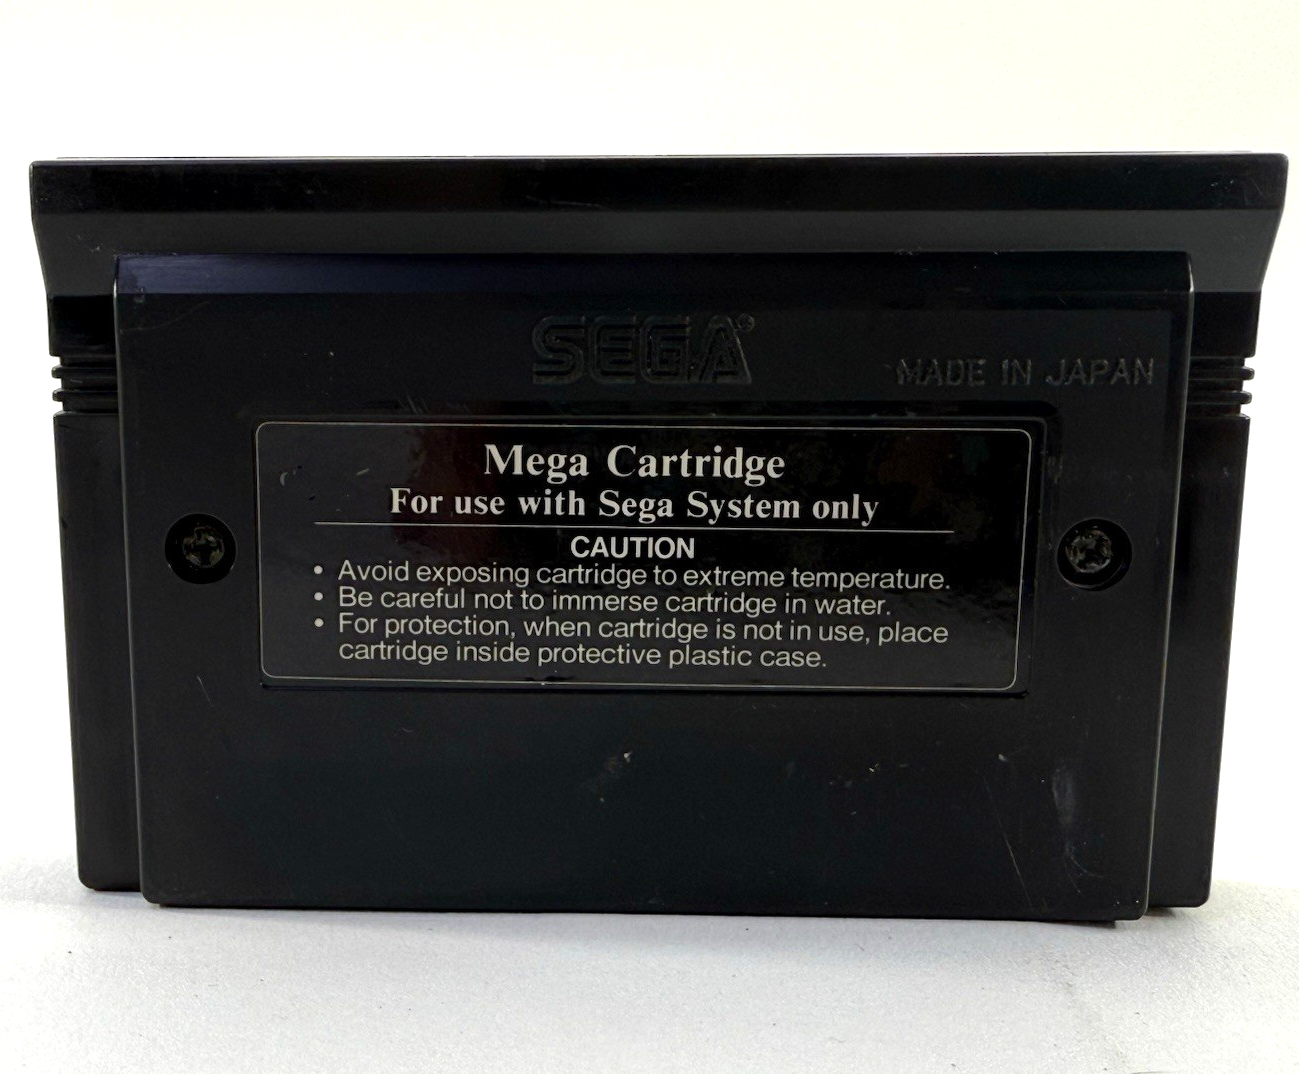 SEGA®
MADE IN JAPAN
Mega Cartridge
For use with Sega System only
CAUTION
• Avoid exposing cartridge to extreme temperature.
• Be careful not to immerse cartridge in water.
• For protection, when cartridge is not in use, place
cartridge inside protective plastic case.